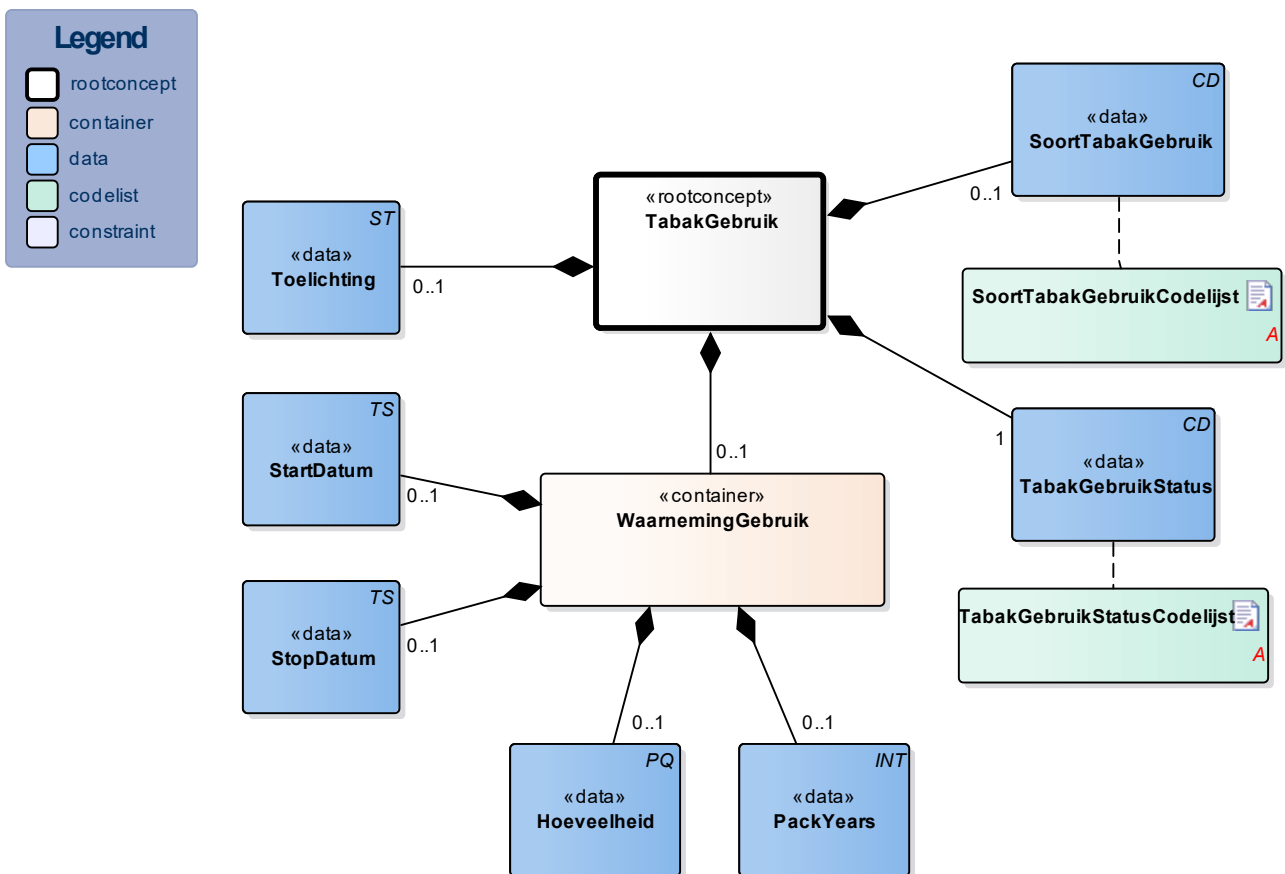 Legend
rootconcept
container
data
codelist
constraint
CD
«data»
SoortTabakGebruik
0..1
«rootconcept»
TabakGebruik
ST
«data»
Toelichting
0..1
SoortTabakGebruikCodelijst
A
TS
«data»
StartDatum
0..1
0..1
1
CD
«data»
TabakGebruikStatus
«container»
WaarnemingGebruik
TS
«data»
StopDatum
0..1
TabakGebruikStatusCodelijst
A
0..1
0..1
PQ
«data»
Hoeveelheid
INT
«data»
PackYears